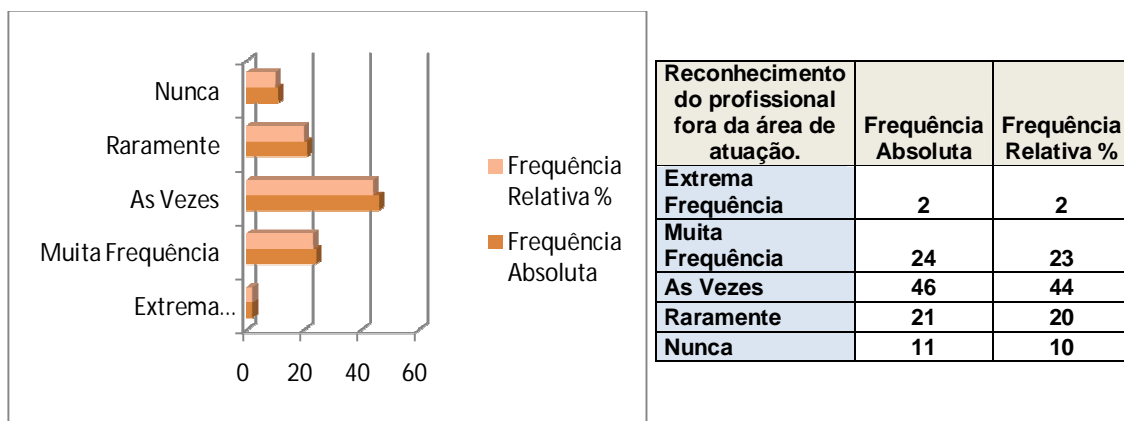 Nunca
Raramente
As Vezes
Muita Frequência
Extrema...
0 20 40 60
Frequência
Relativa %
Frequência
Absoluta
Reconhecimento
do profissional
fora da área de
atuação.
Frequência
Absoluta
Frequência
Relativa %
Extrema
Frequência 2 2
Muita
Frequência 24 23
As Vezes 46 44
Raramente 21 20
Nunca 11 10